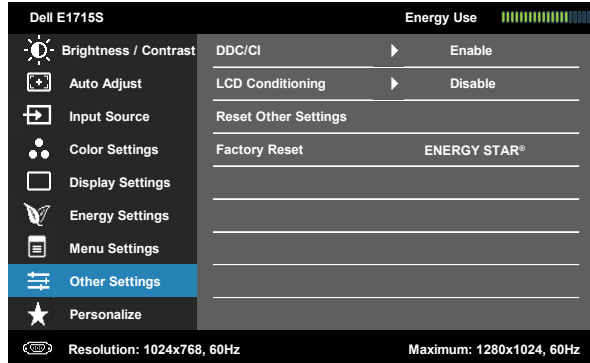 Dell E1715S Energy Use
Brightness / Contrast DDC/CI Enable
Auto Adjust LCD Conditioning Disable
Input Source Reset Other Settings
Color Settings Factory Reset ENERGY STAR®
Display Settings
Energy Settings
Menu Settings
Other Settings
Personalize
Resolution: 1024x768, 60Hz Maximum: 1280x1024, 60Hz